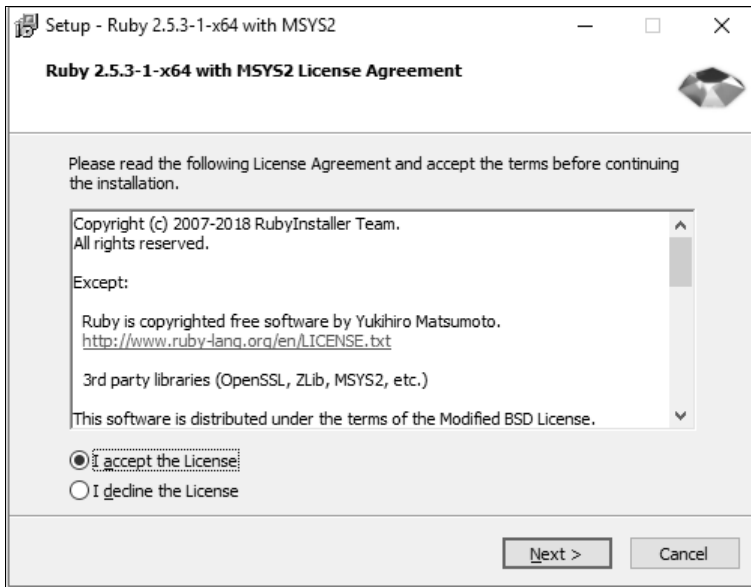 Setup - Ruby 2.5.3-1-x64 with MSYS2
Ruby 2.5.3-1-x64 with MSYS2 License Agreement
Please read the following License Agreement and accept the terms before continuing
the installation.
Copyright (c) 2007-2018 RubyInstaller Team.
All rights reserved.
Except:
Ruby is copyrighted free software by Yukihiro Matsumoto.
http://www.ruby-lang.org/en/LICENSE.txt
3rd party libraries (OpenSSL, ZLib, MSYS2, etc.)
This software is distributed under the terms of the Modified BSD License.
I accept the License
I decline the License
Next >
Cancel